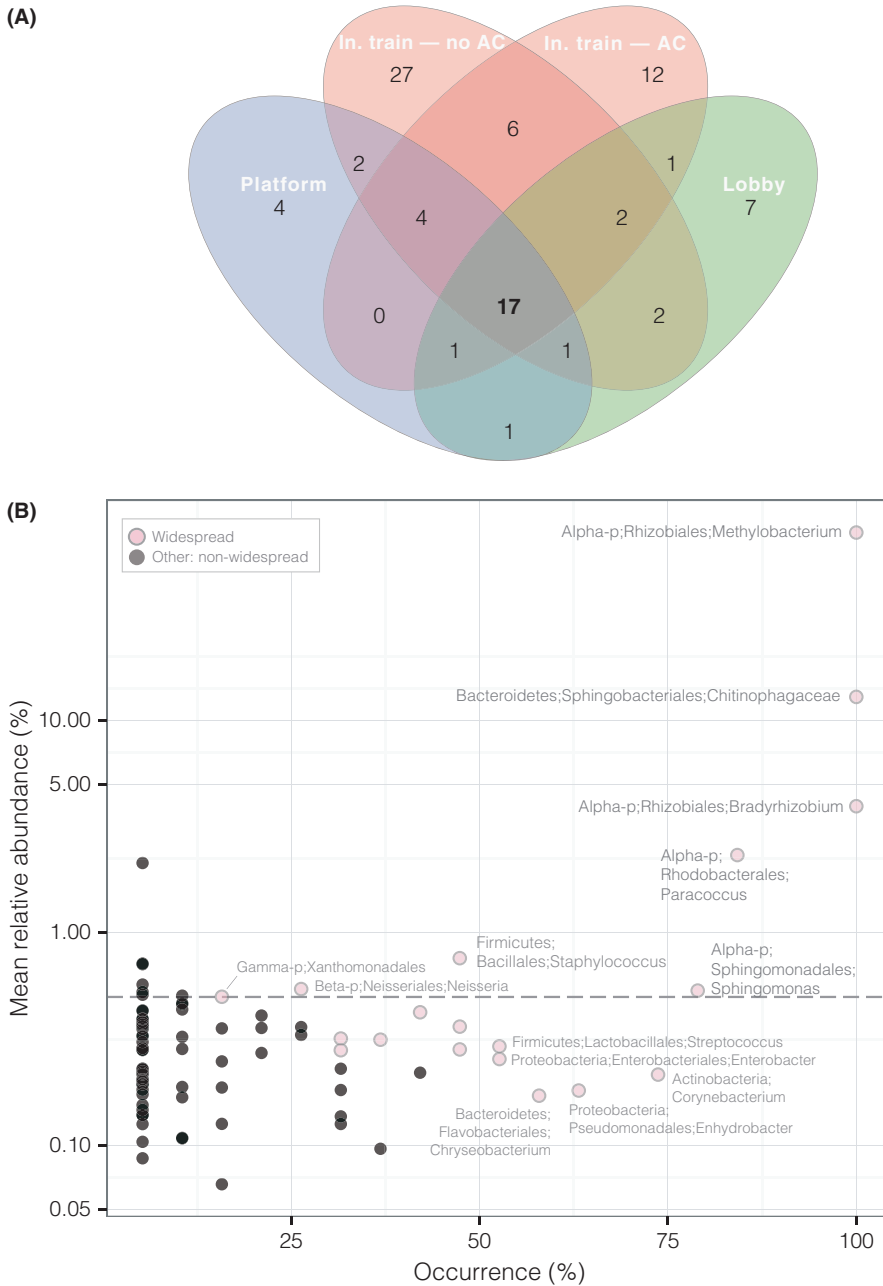 (A)
In. train — no AC
In. train — AC
27
12
6
2
1
Platform
Lobby
4
7
4
2
17
0
2
1
1
1
(B)
Widespread
Other: non-widespread
Alpha-p;Rhizobiales;Methylobacterium
Bacteroidetes;Sphingobacteriales;Chitinophagaceae
10.00
5.00
Alpha-p;Rhizobiales;Bradyrhizobium
Alpha-p;
Rhodobacterales;
Paracoccus
1.00
Firmicutes;
Bacillales;Staphylococcus
Alpha-p;
Sphingomonadales;
Sphingomonas
Gamma-p;Xanthomonadales
Beta-p;Neisseriales;Neisseria
Firmicutes;Lactobacillales;Streptococcus
Proteobacteria;Enterobacteriales;Enterobacter
Actinobacteria;
Corynebacterium
Bacteroidetes;
Flavobacteriales;
Chryseobacterium
Proteobacteria;
Pseudomonadales;Enhydrobacter
0.10
0.05
Mean relative abundance (%)
25
50
75
100
Occurrence (%)